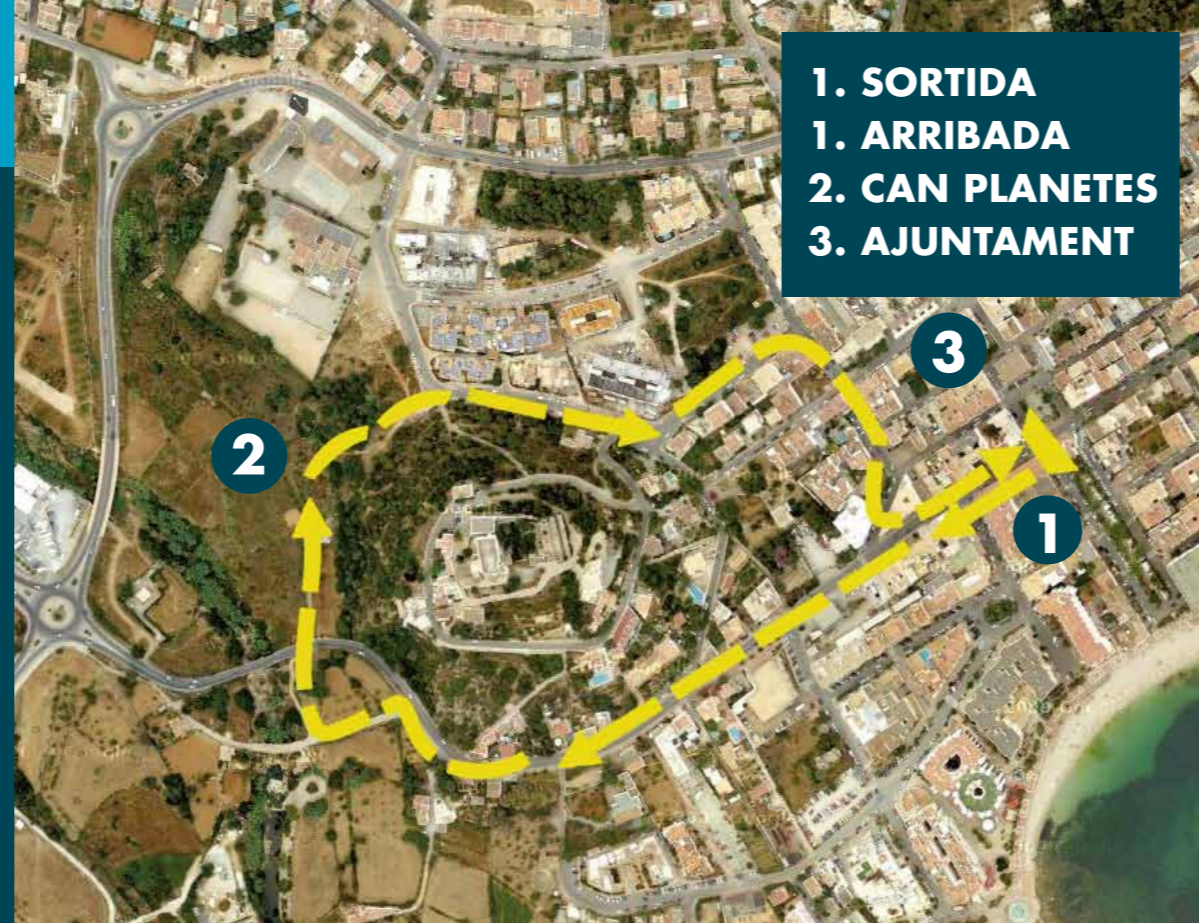 1. SORTIDA
1. ARRIBADA
2. CAN PLANETES
3. AJUNTAMENT
3
2
1